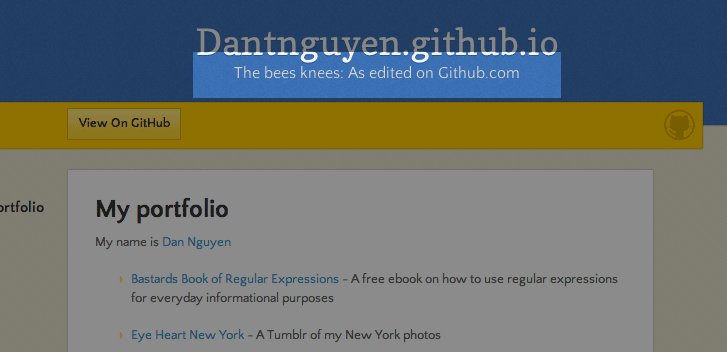 Dantnguyen.github.io
The bees knees: As edited on Github.com
View On GitHub
ortfolio
My portfolio
My name is Dan Nguyen
Bastards Book of Regular Expressions - A free ebook on how to use regular expressions
for everyday informational purposes
Eye Heart New York - A Tumblr of my New York photos